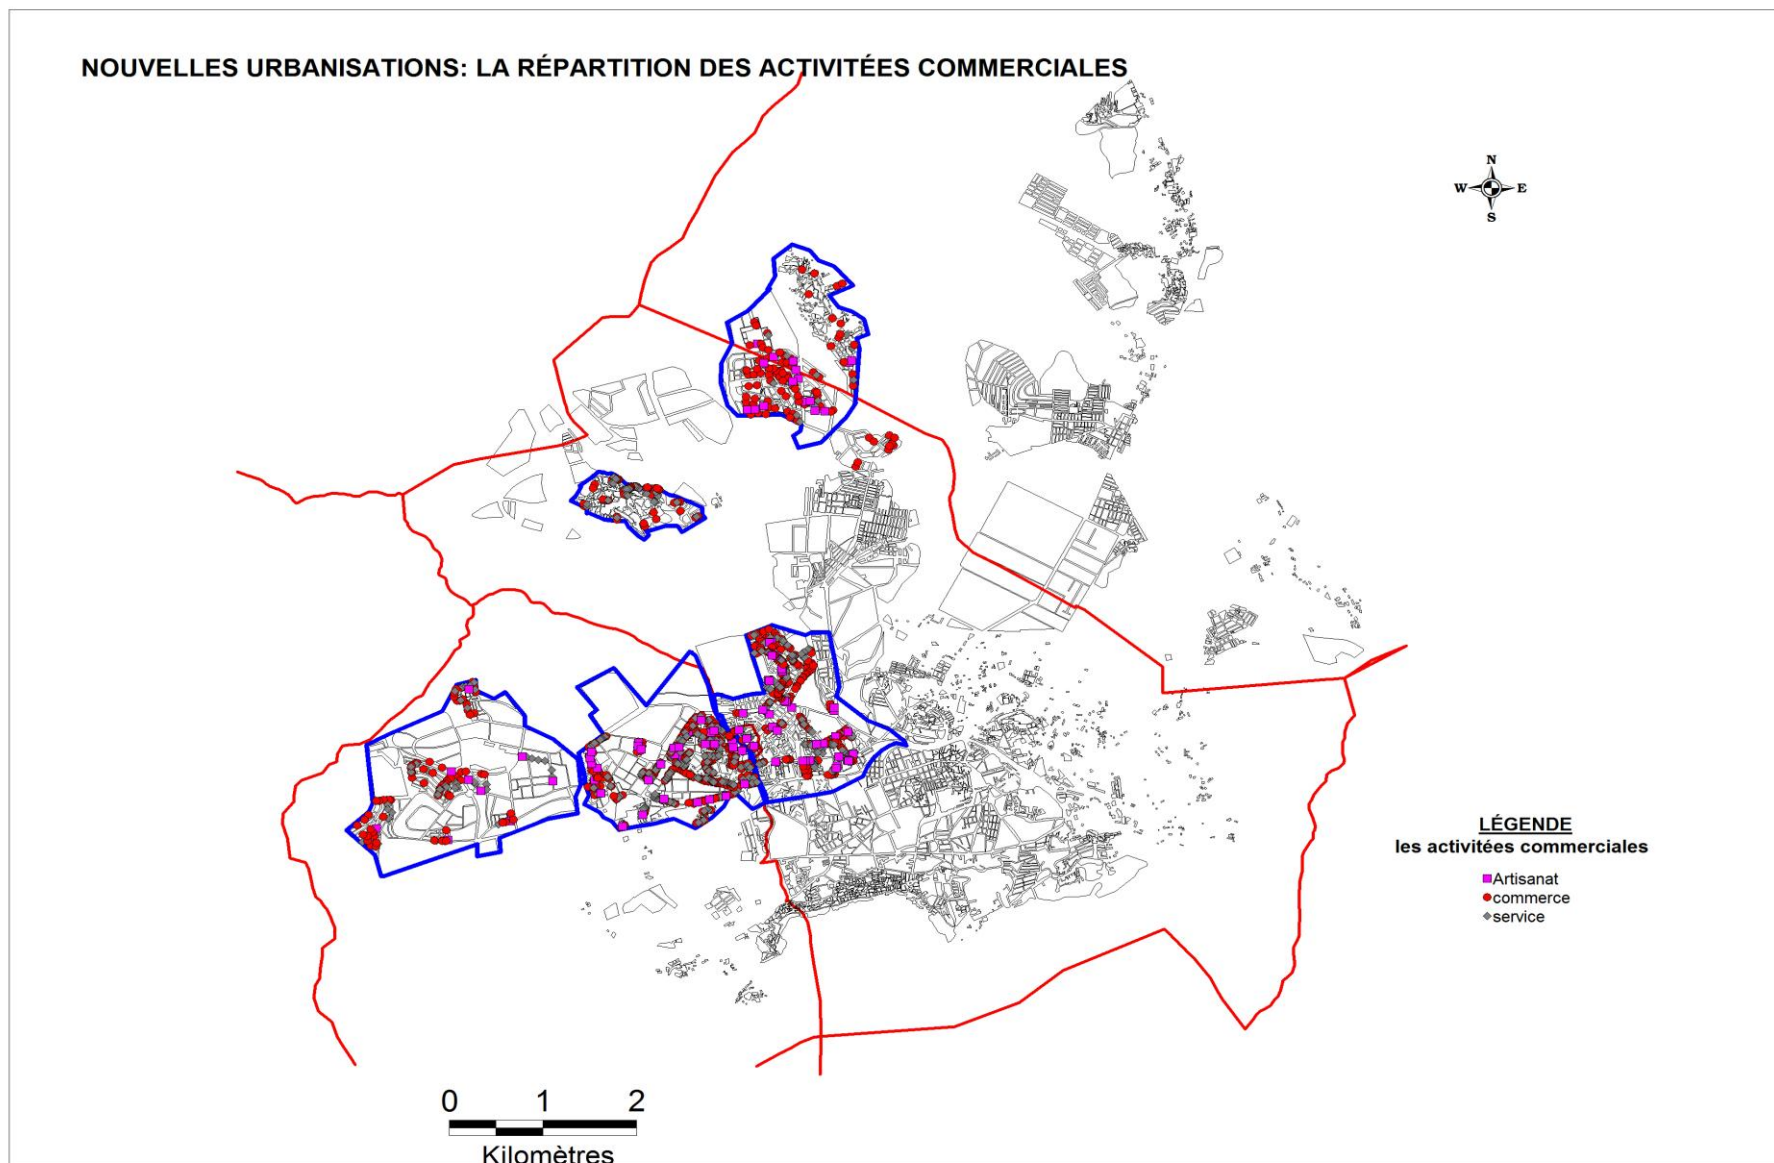 NOUVELLES URBANISATIONS: LA RÉPARTITION DES ACTIVITÉES COMMERCIALES
N
W E
S
LÉGENDE
les activitées commerciales
Artisanat
commerce
service
0 1 2
Kilomètres